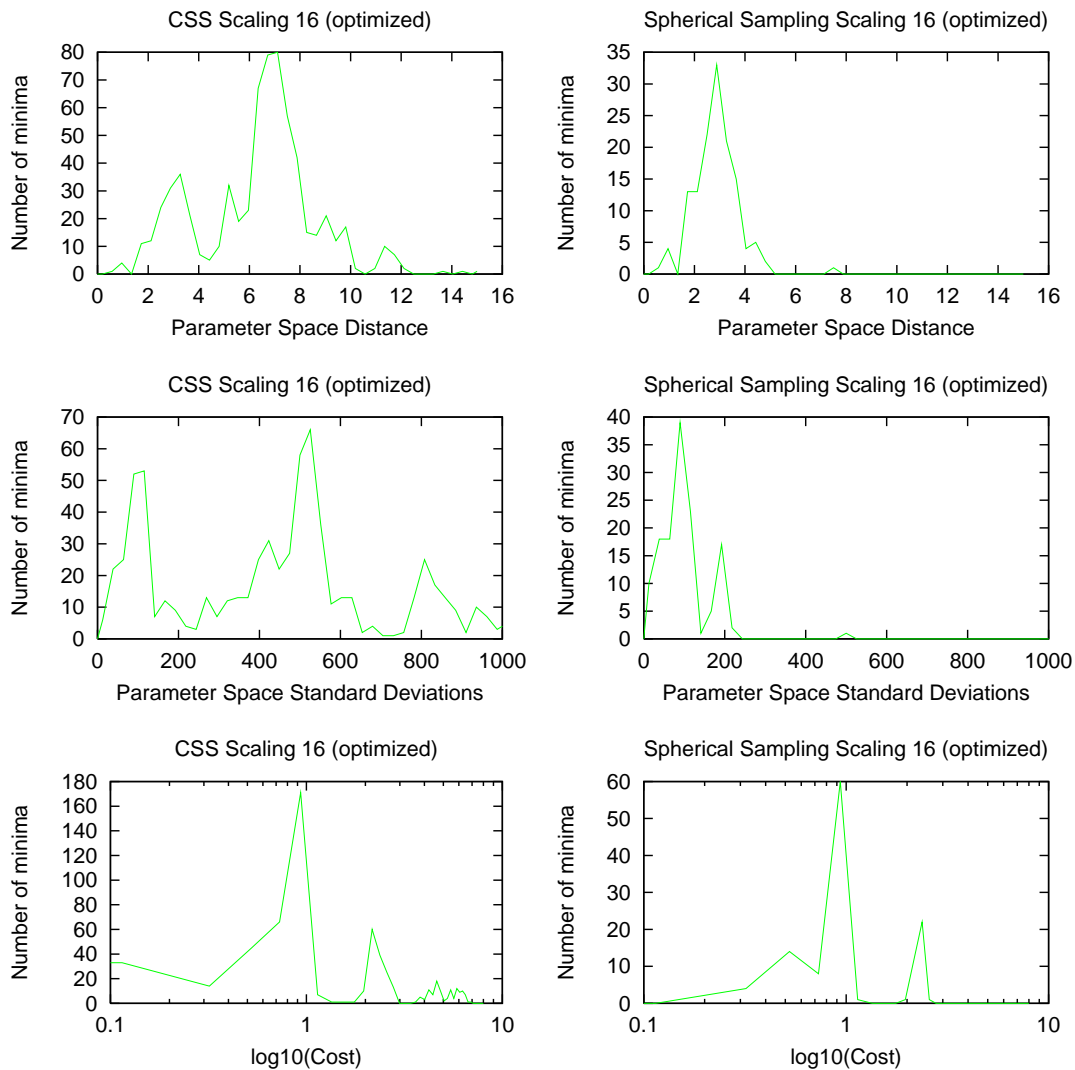 CSS Scaling 16 (optimized)
Number of minima
80
70
60
50
40
30
20
10
0
0 2 4 6 8 10 12 14 16
Parameter Space Distance
Spherical Sampling Scaling 16 (optimized)
Number of minima
35
30
25
20
15
10
5
0
0 2 4 6 8 10 12 14 16
Parameter Space Distance
CSS Scaling 16 (optimized)
Number of minima
70
60
50
40
30
20
10
0
0 200 400 600 800 1000
Parameter Space Standard Deviations
Spherical Sampling Scaling 16 (optimized)
Number of minima
40
35
30
25
20
15
10
5
0
0 200 400 600 800 1000
Parameter Space Standard Deviations
CSS Scaling 16 (optimized)
Number of minima
180
160
140
120
100
80
60
40
20
0
0.1 1 10
log10(Cost)
Spherical Sampling Scaling 16 (optimized)
Number of minima
60
50
40
30
20
10
0
0.1 1 10
log10(Cost)